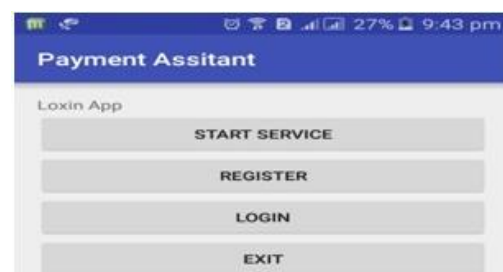 27% 9:43 pm
Payment Assitant
Loxin App
START SERVICE
REGISTER
LOGIN
EXIT